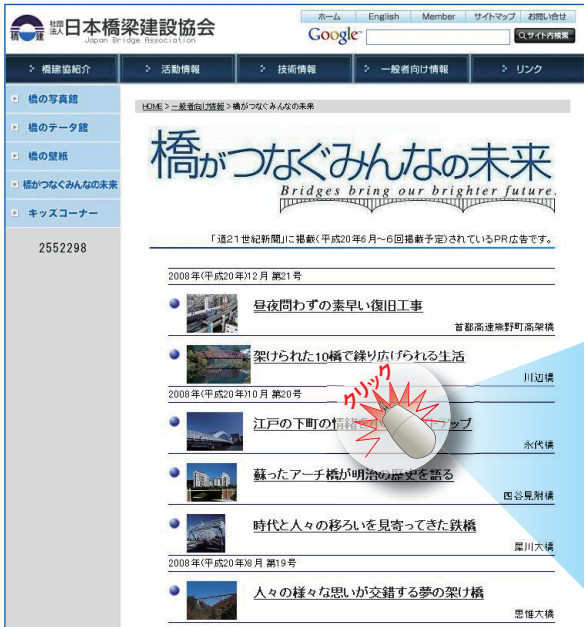 橋建
社団法人 日本橋梁建設協会
Japan Bridge Association
ホーム English Member サイトマップ お問い合せ
Google サイト内検索
橋建協紹介 活動情報 技術情報 一般者向け情報 リンク
橋の写真館
橋のデータ館
橋の壁紙
橋がつなぐみんなの未来
キッズコーナー
2552298
HOME > 一般者向け情報 > 橋がつなぐみんなの未来
橋がつなぐみんなの未来
Bridges bring our brighter future.
「道21世紀新聞」に掲載(平成20年6月～6回掲載予定)されているPR広告です。
2008年(平成20年)12月 第21号
昼夜問わずの素早い復旧工事
首都高速熊野町高架橋
架けられた10橋で繰り広げられる生活
川辺橋
クリック
2008年(平成20年)10月 第20号
江戸の下町の情緒を トアップ
永代橋
蘇ったアーチ橋が明治の歴史を語る
四谷見附橋
時代と人々の移ろいを見寄ってきた鉄橋
犀川大橋
2008年(平成20年)8月 第19号
人々の様々な思いが交錯する夢の架け橋
思惟大橋